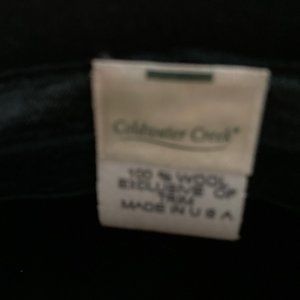 Coldwater Creek®
100 % WOOL
EXCLUSIVE OF
TRIM
MADE IN U S A